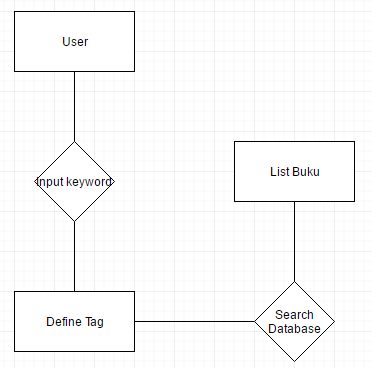 User
Input keyword
List Buku
Define Tag
Search
Database